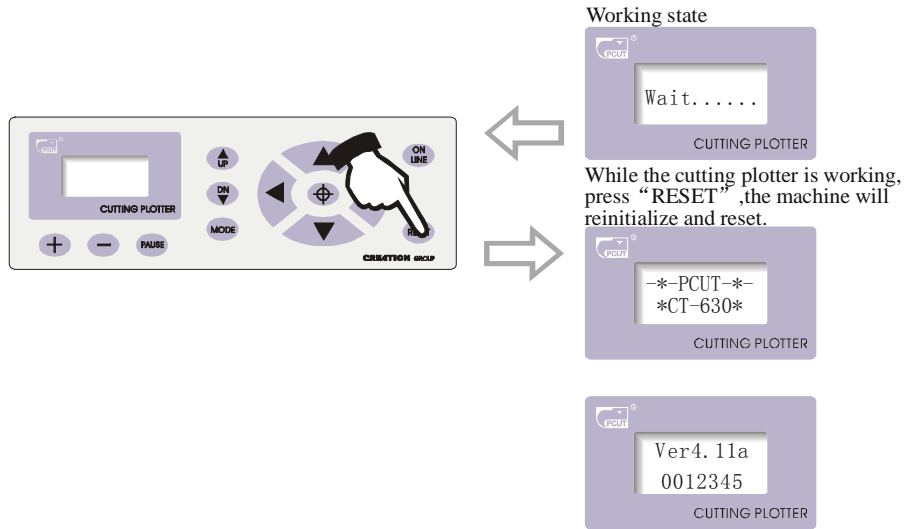 Working state
PCUT
Wait......
CUTTING PLOTTER
While the cutting plotter is working,
press “RESET” ,the machine will
reinitialize and reset.
PCUT
-*-PCUT-*-
*CT-630*
CUTTING PLOTTER
PCUT
Ver4.11a
0012345
CUTTING PLOTTER
PCUT
CUTTING PLOTTER
+
−
PAUSE
UP
DN
MODE
ON
LINE
CREATION GROUP